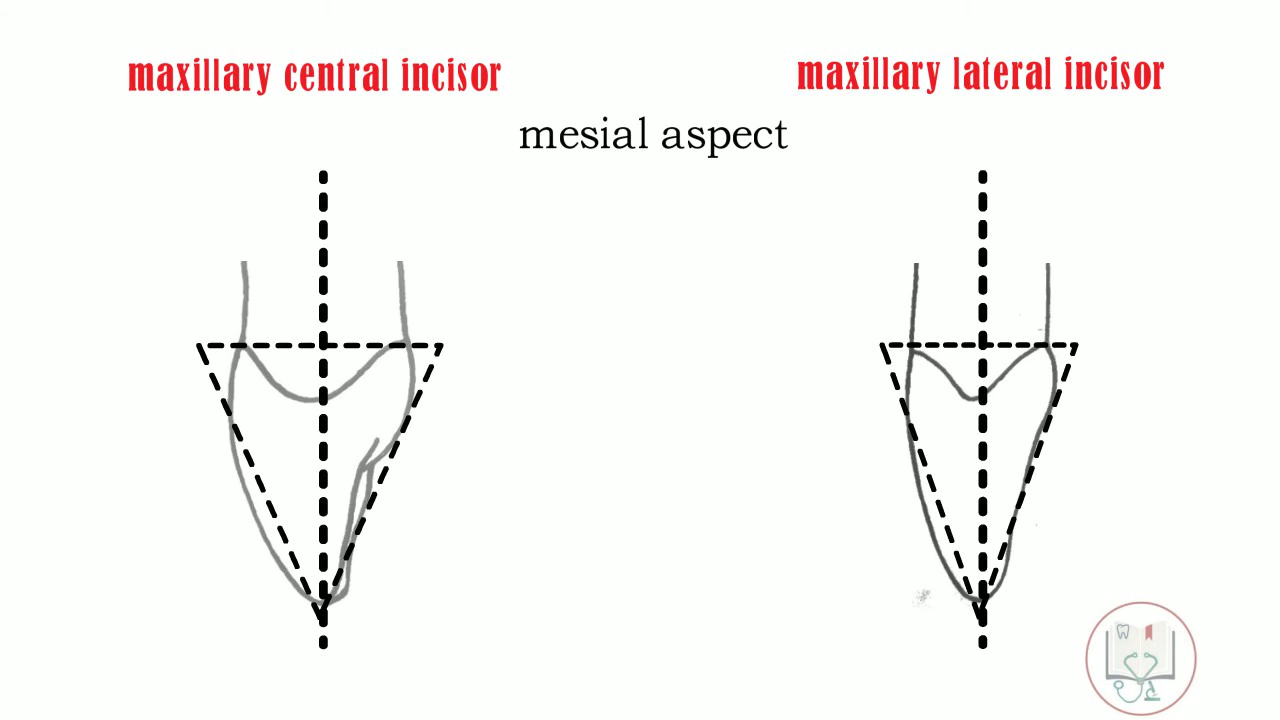 maxillary central incisor
maxillary lateral incisor
mesial aspect